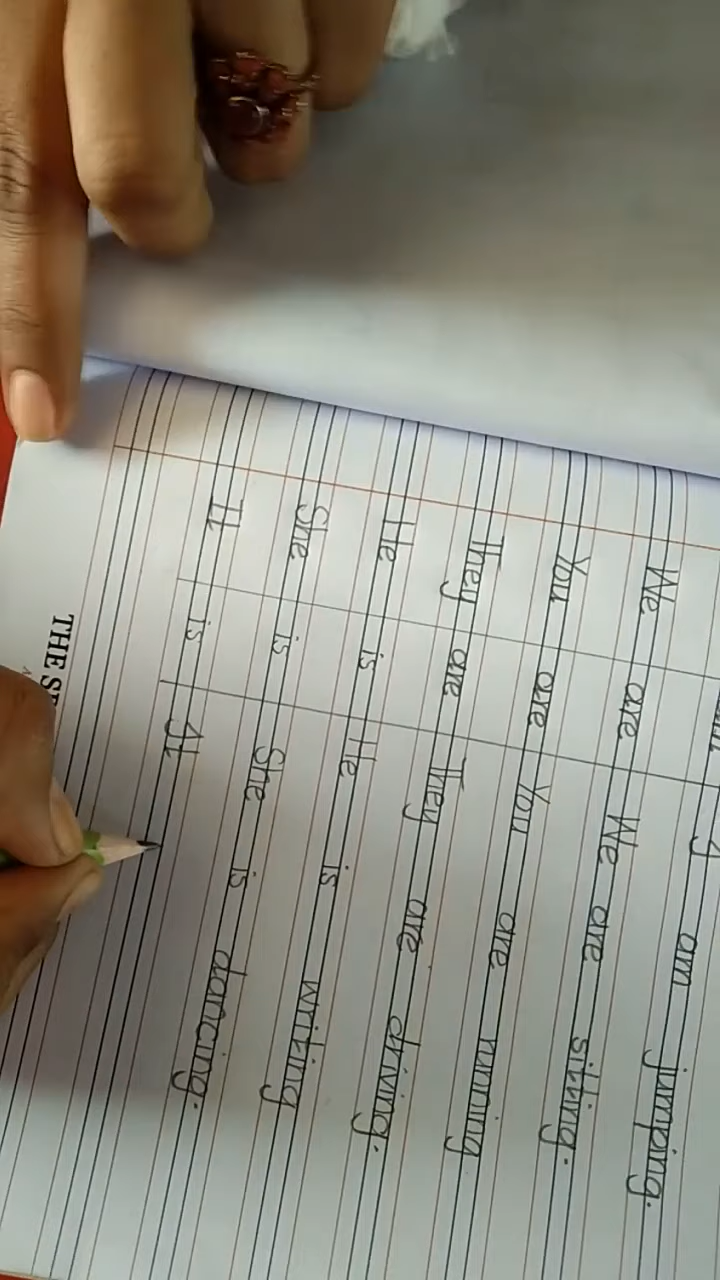 am jumping.
We are We are sitting.
You are You are running
They are They are driving.
He is He is writing
She is She is dancing.
It is It
THE